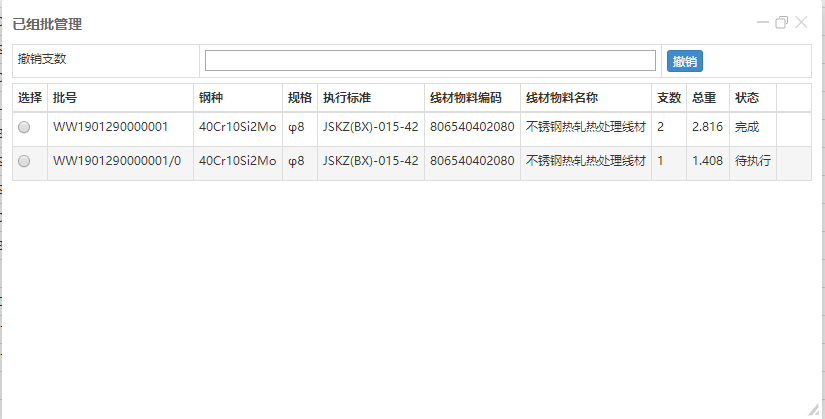 已组批管理
撤销支数 撤销
选择 批号 钢种 规格 执行标准 线材物料编码 线材物料名称 支数 总重 状态
WW1901290000001 40Cr10Si2Mo φ8 JSKZ(BX)-015-42 806540402080 不锈钢热轧热处理线材 2 2.816 完成
WW1901290000001/0 40Cr10Si2Mo φ8 JSKZ(BX)-015-42 806540402080 不锈钢热轧热处理线材 1 1.408 待执行